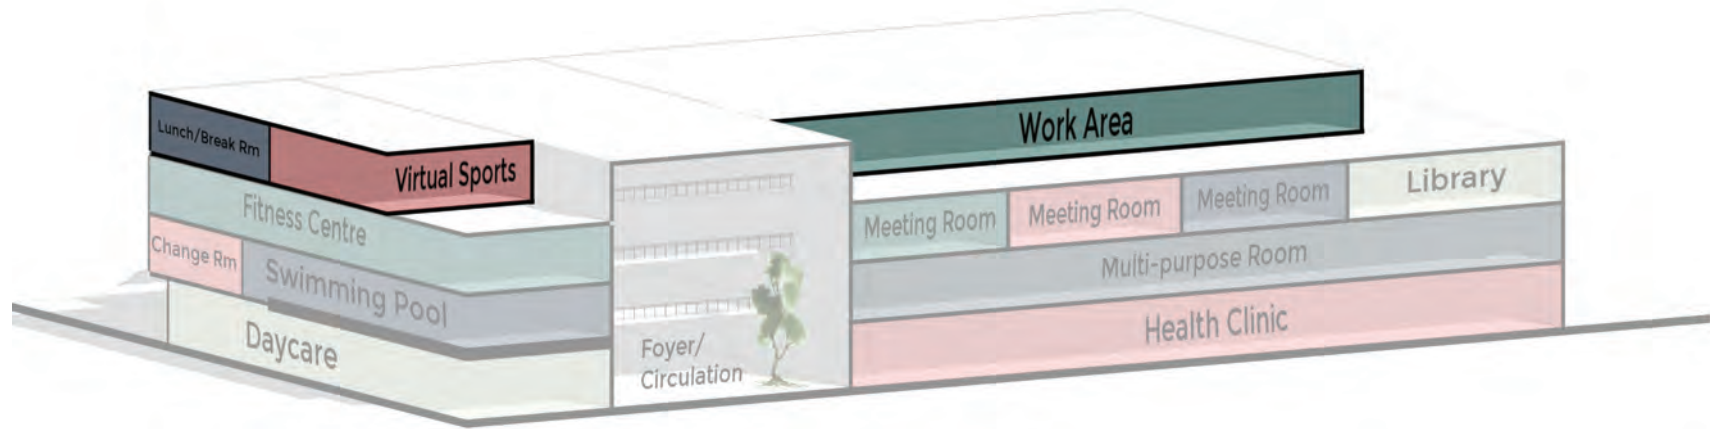 Lunch/Break Rm
Virtual Sports
Work Area
Fitness Centre
Meeting Room
Meeting Room
Meeting Room
Library
Change Rm
Swimming Pool
Multi-purpose Room
Daycare
Foyer/
Circulation
Health Clinic